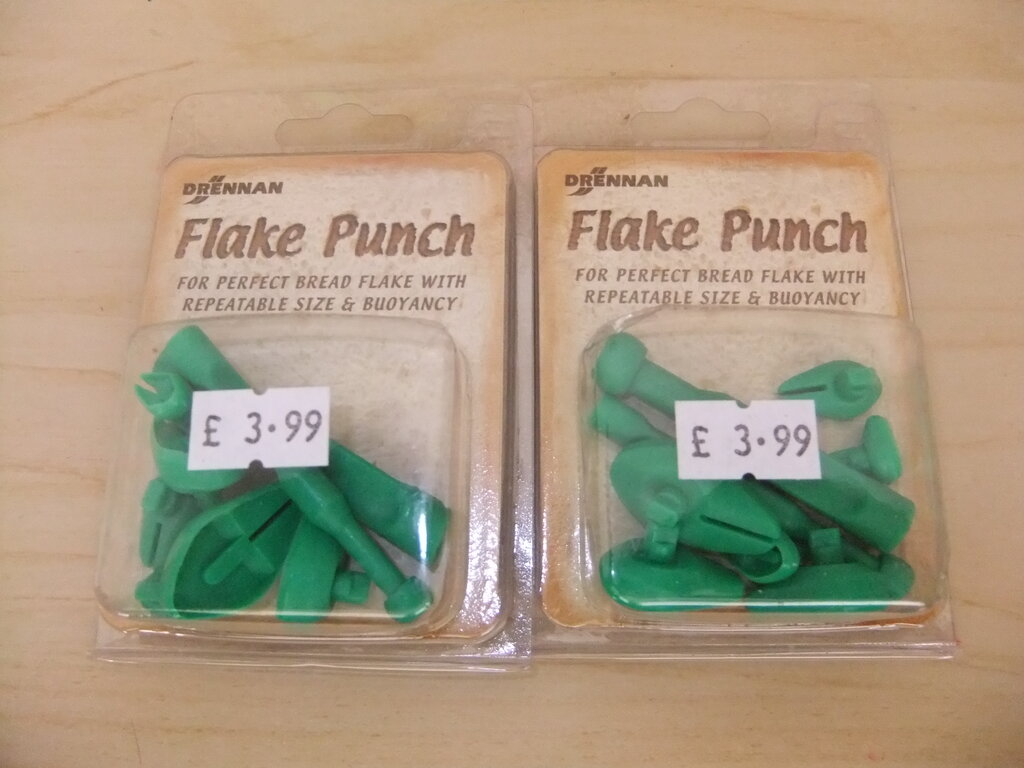 DRENNAN
Flake Punch
FOR PERFECT BREAD FLAKE WITH
REPEATABLE SIZE & BUOYANCY
£ 3.99
DRENNAN
Flake Punch
FOR PERFECT BREAD FLAKE WITH
REPEATABLE SIZE & BUOYANCY
£ 3.99